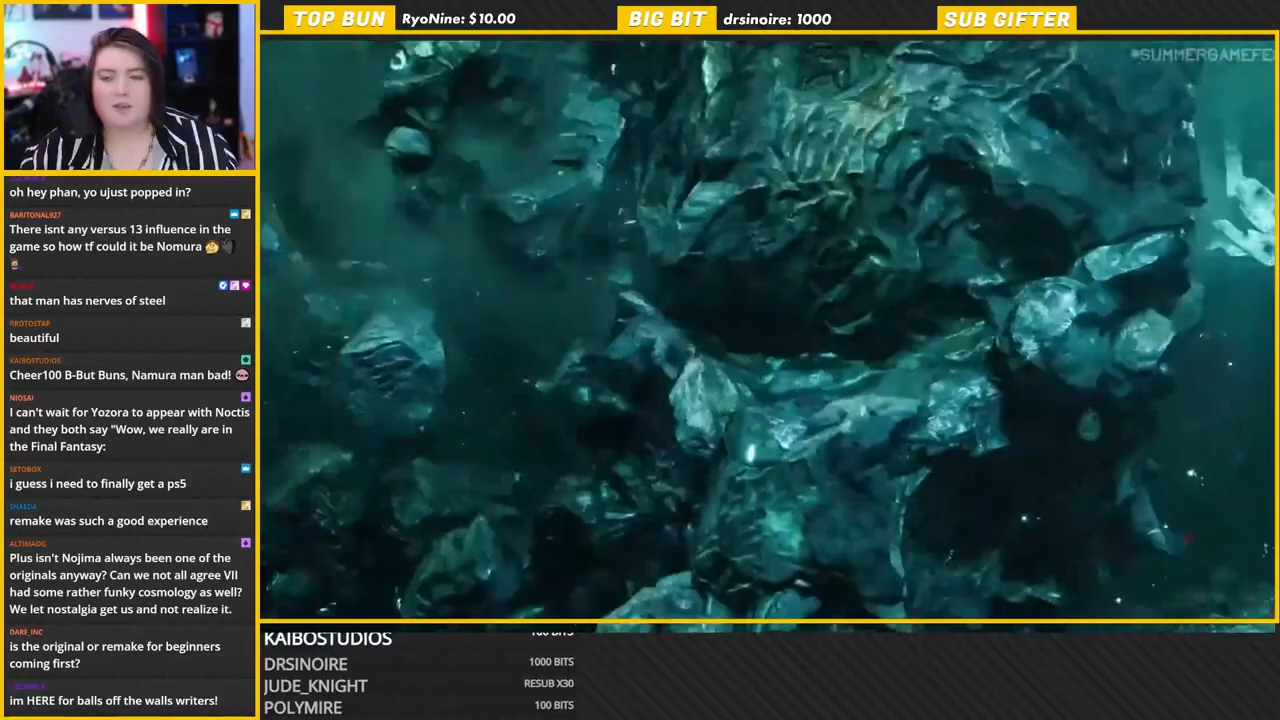 TOP BUN
RyoNine: $10.00
BIG BIT
drsinoire: 1000
SUB GIFTER
#SUMMERGAMEFE
oh hey phan, yo ujust popped in?
BARITONAL927
There isnt any versus 13 influence in the
game so how tf could it be Nomura
that man has nerves of steel
RROTOSTAP
beautiful
KAIBOSTUDIOS
Cheer100 B-But Buns, Namura man bad!
NIOSAI
I can't wait for Yozora to appear with Noctis
and they both say "Wow, we really are in
the Final Fantasy:
SETOBOX
i guess i need to finally get a ps5
SHAEDA
remake was such a good experience
ALTIMADG
Plus isn't Nojima always been one of the
originals anyway? Can we not all agree VII
had some rather funky cosmology as well?
We let nostalgia get us and not realize it.
DARE_INC
is the original or remake for beginners
coming first?
im HERE for balls off the walls writers!
KAIBOSTUDIOS 100 BITS
DRSINOIRE 1000 BITS
JUDE_KNIGHT RESUB X30
POLYMIRE 100 BITS